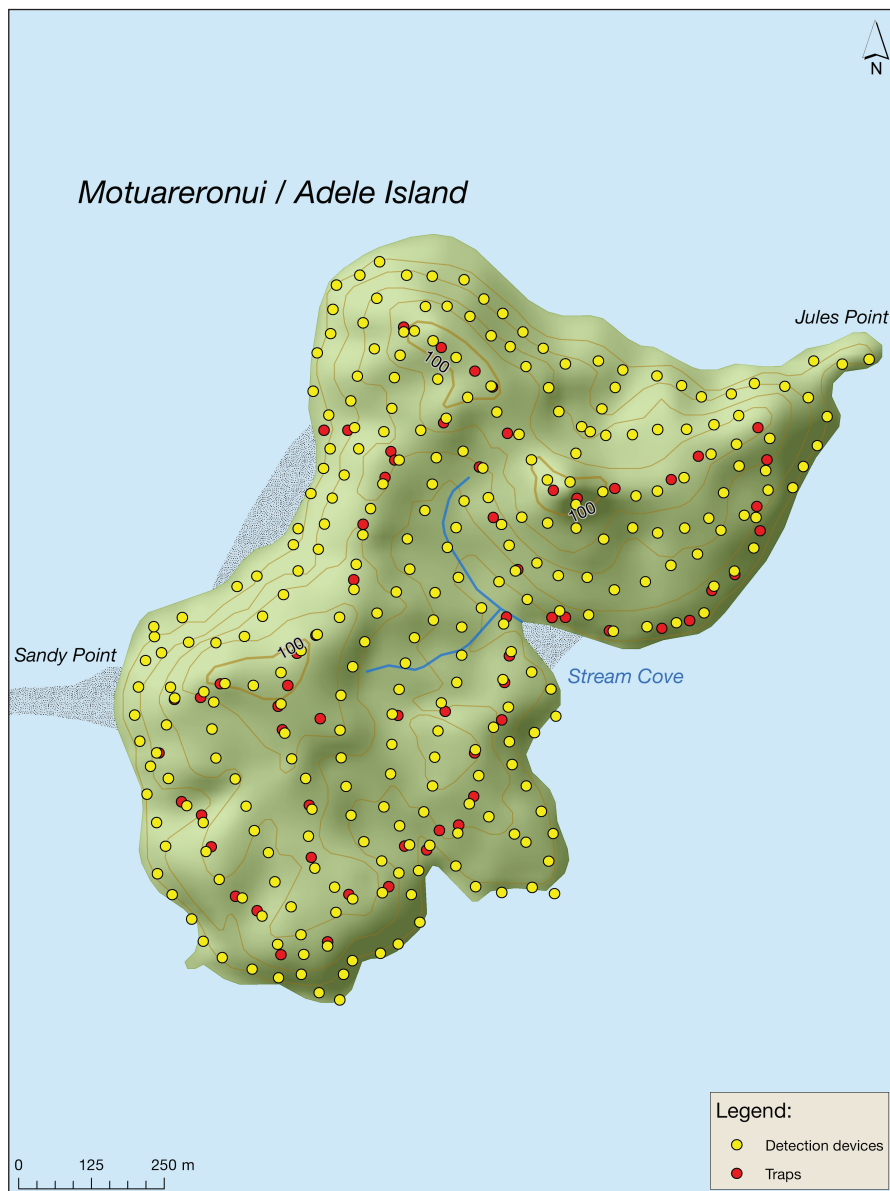 N
Motuareronui / Adele Island
Jules Point
100
100
100
Sandy Point
Stream Cove
Legend:
Detection devices
Traps
0 125 250 m